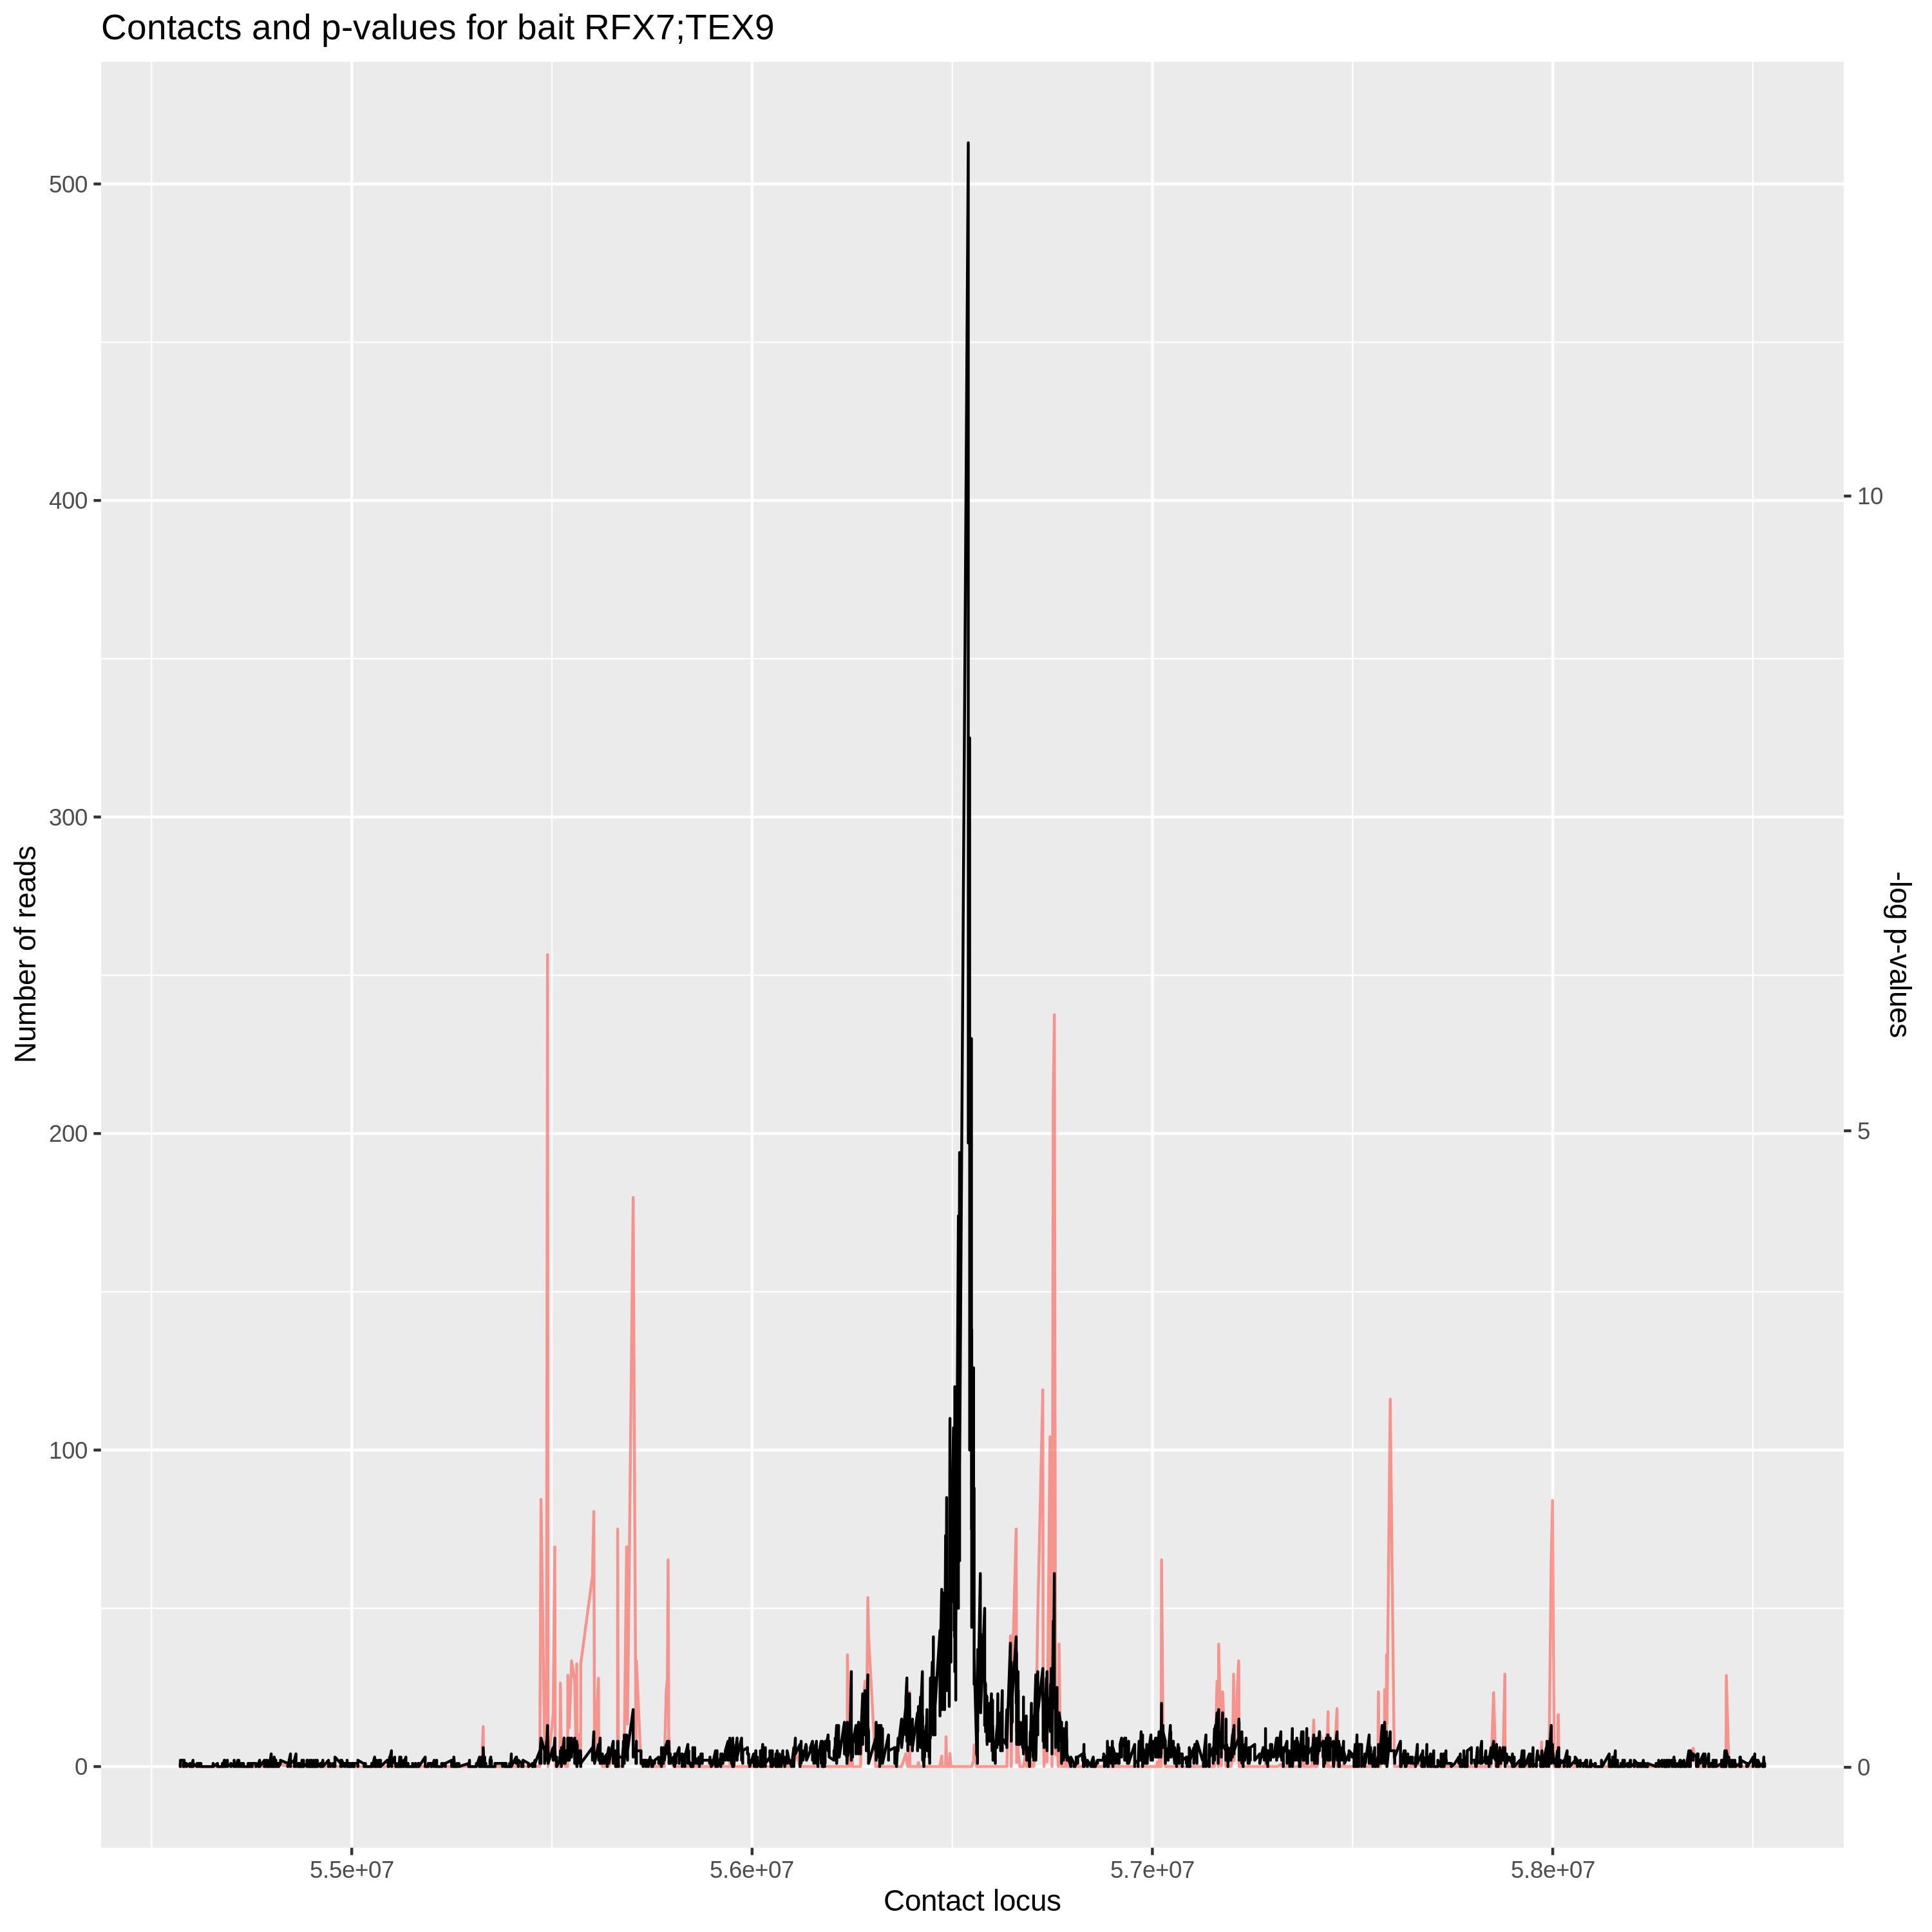 Contacts and p-values for bait RFX7;TEX9
500
400
300
200
100
0
Number of reads
10
5
0
-log p-values
5.5e+07
5.6e+07
5.7e+07
5.8e+07
Contact locus